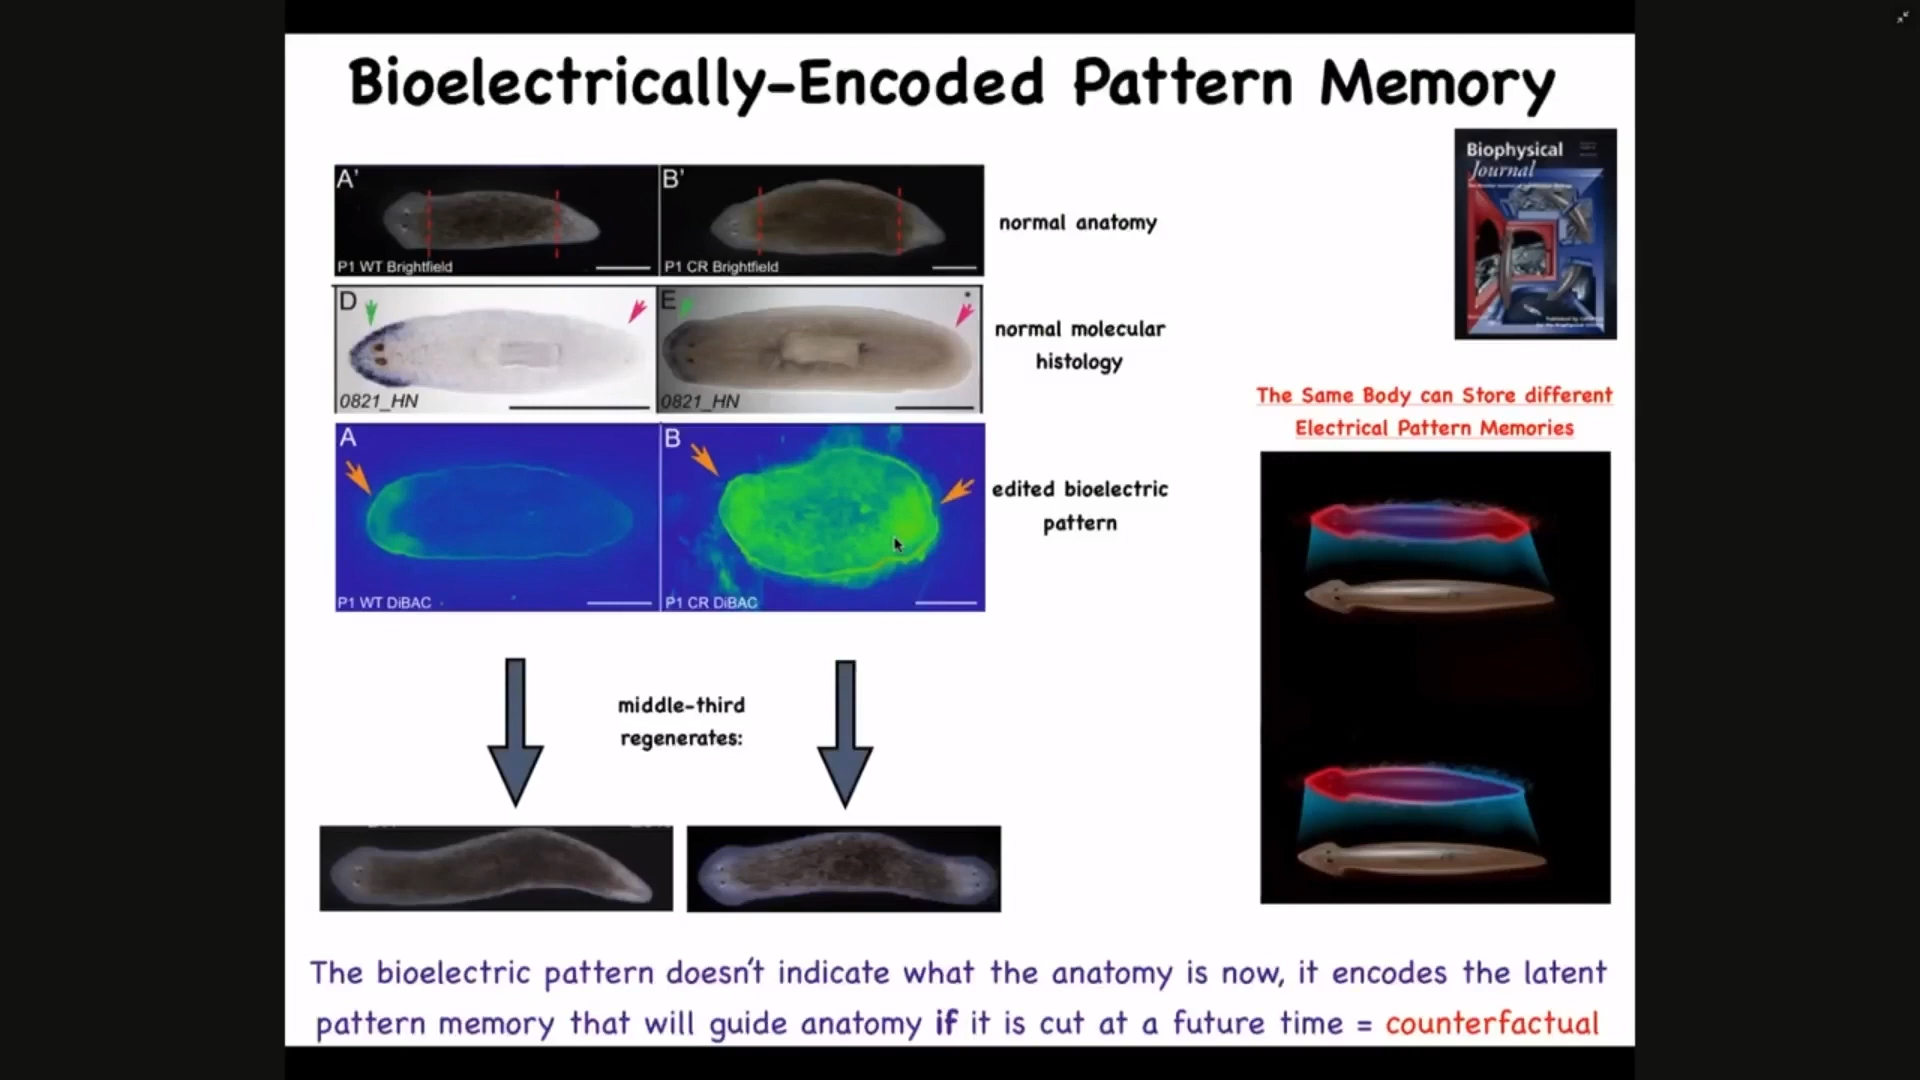 Bioelectrically-Encoded Pattern Memory
A'
B'
P1 WT Brightfield
P1 CR Brightfield
normal anatomy
Biophysical
Journal
D
E
0821_HN
0821_HN
normal molecular
histology
The Same Body can Store different
Electrical Pattern Memories
A
B
P1 WT DiBAC
P1 CR DiBAC
edited bioelectric
pattern
middle-third
regenerates:
The bioelectric pattern doesn't indicate what the anatomy is now, it encodes the latent
pattern memory that will guide anatomy if it is cut at a future time = counterfactual